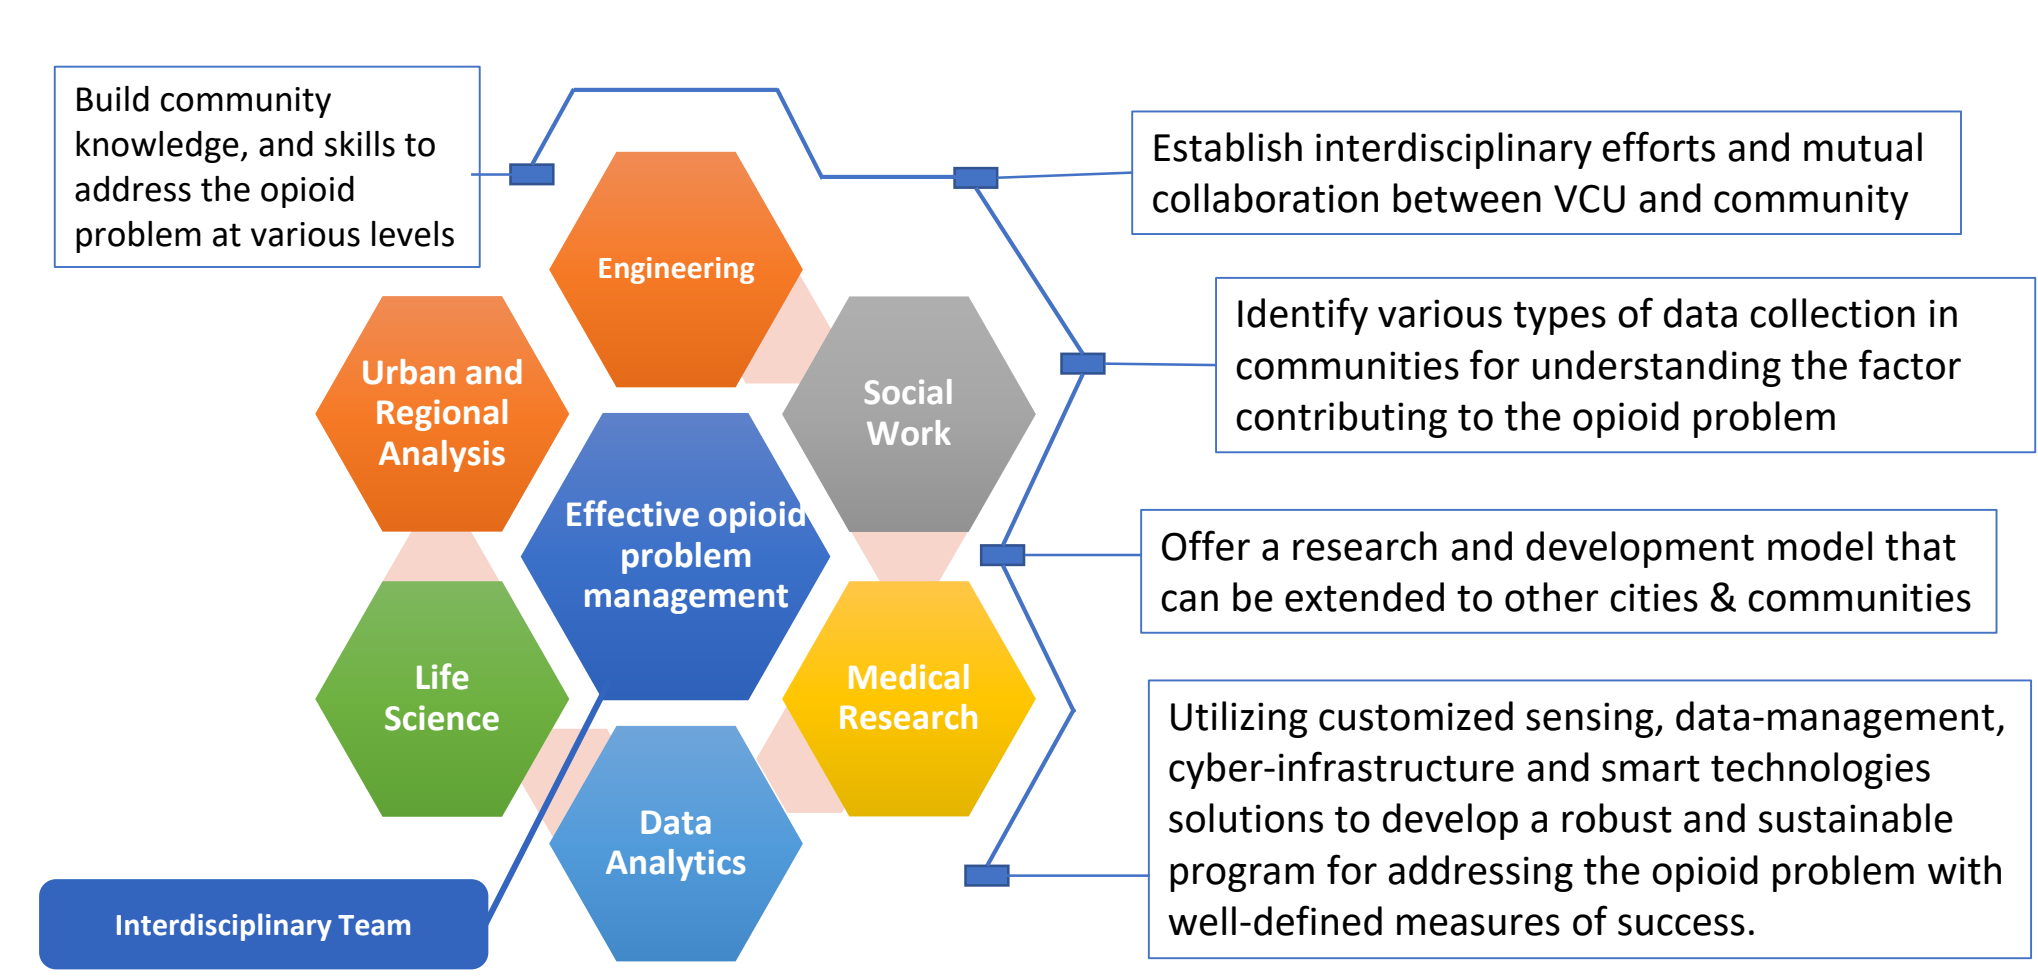 Build community
knowledge, and skills to
address the opioid
problem at various levels
Establish interdisciplinary efforts and mutual
collaboration between VCU and community
Engineering
Identify various types of data collection in
communities for understanding the factor
contributing to the opioid problem
Urban and
Regional
Analysis
Social
Work
Effective opioid
problem
management
Offer a research and development model that
can be extended to other cities & communities
Life
Science
Medical
Research
Utilizing customized sensing, data-management,
cyber-infrastructure and smart technologies
solutions to develop a robust and sustainable
program for addressing the opioid problem with
well-defined measures of success.
Data
Analytics
Interdisciplinary Team